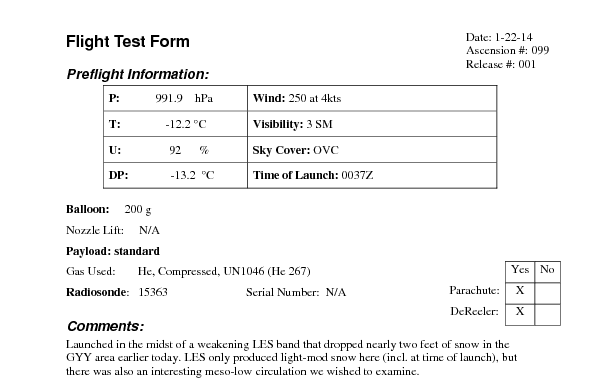 Flight Test Form
Date: 1-22-14
Ascension #: 099
Release #: 001
Preflight Information:
P: 991.9 hPa Wind: 250 at 4kts
T: -12.2 °C Visibility: 3 SM
U: 92 % Sky Cover: OVC
DP: -13.2 °C Time of Launch: 0037Z
Balloon: 200 g
Nozzle Lift: N/A
Payload: standard
Gas Used: He, Compressed, UN1046 (He 267)
Yes No
Radiosonde: 15363 Serial Number: N/A
Parachute: X
DeReeler: X
Comments:
Launched in the midst of a weakening LES band that dropped nearly two feet of snow in the
GYY area earlier today. LES only produced light-mod snow here (incl. at time of launch), but
there was also an interesting meso-low circulation we wished to examine.